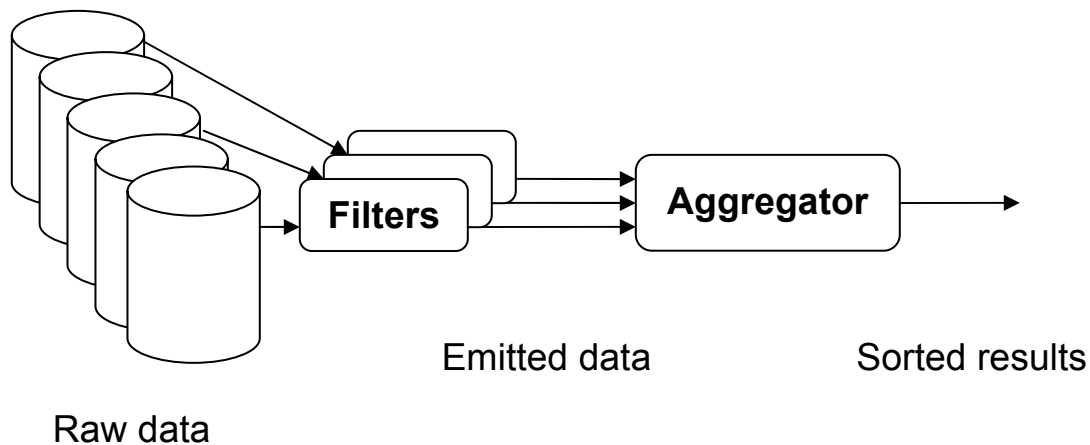 Filters
Aggregator
Emitted data
Sorted results
Raw data